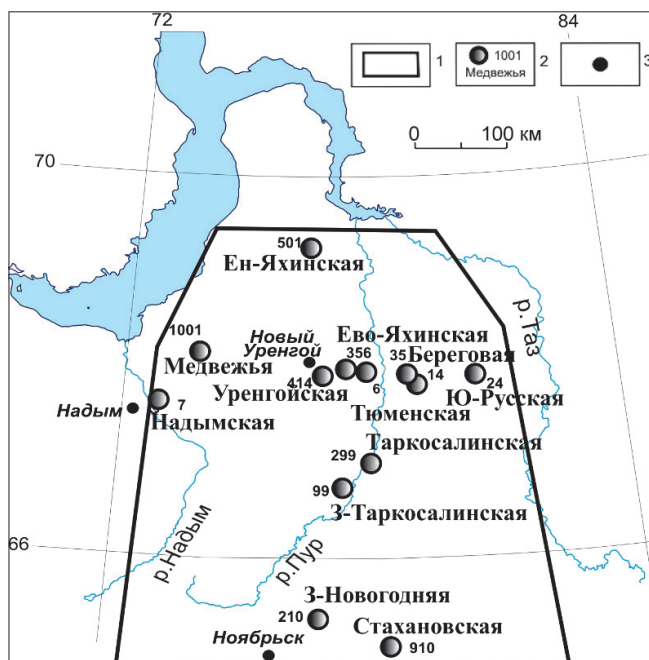 72
84
1
1001
Медвежья
2
3
0 100 км
70
501
Ен-Яхинская
р.Таз
1001
Медвежья
Новый
Уренгой
Ево-Яхинская
356
35
Береговая
414
Уренгойская
6
14
24
Тюменская
Ю-Русская
Надым
7
Надымская
Таркосалинская
299
99
З-Таркосалинская
р.Надым
р.Пур
66
З-Новогодняя
210
Ноябрьск
Стахановская
910